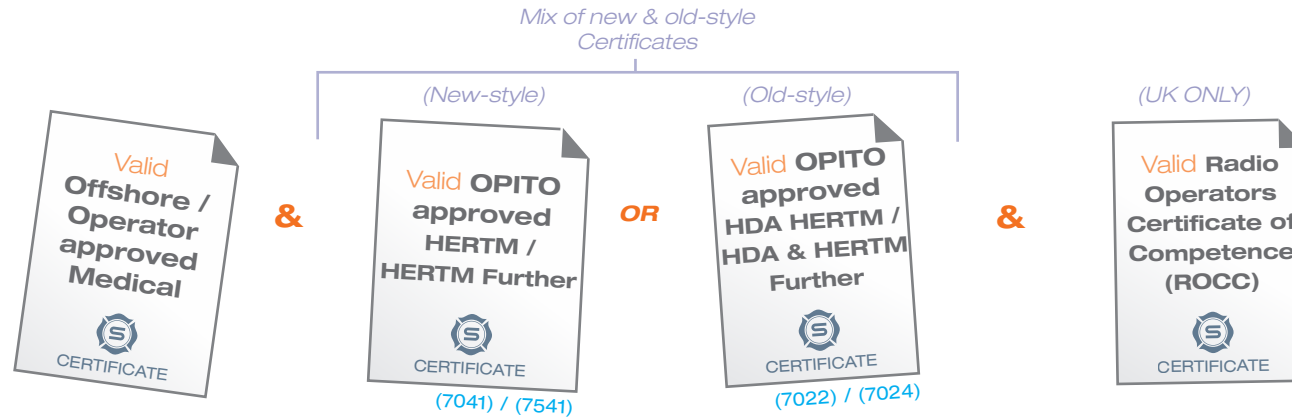 Mix of new & old-style
Certificates
(New-style)
(Old-style)
(UK ONLY)
Valid
Offshore /
Operator
approved
Medical
S
CERTIFICATE
&
Valid OPITO
approved
HERTM /
HERTM Further
S
CERTIFICATE
(7041) / (7541)
OR
Valid OPITO
approved
HDA HERTM /
HDA & HERTM
Further
S
CERTIFICATE
(7022) / (7024)
&
Valid Radio
Operators
Certificate of
Competence
(ROCC)
S
CERTIFICATE